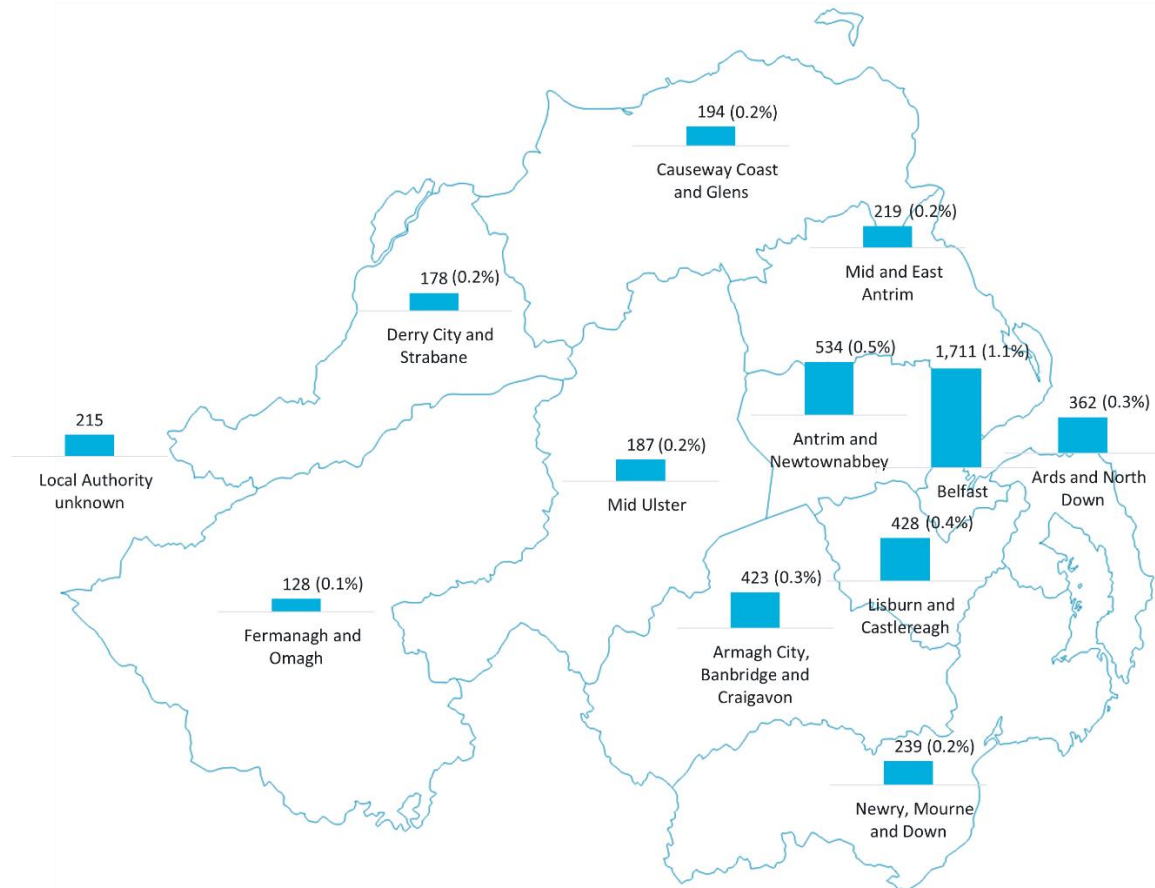 194 (0.2%)
Causeway Coast
and Glens
219 (0.2%)
Mid and East
Antrim
178 (0.2%)
Derry City and
Strabane
534 (0.5%)
Antrim and
Newtownabbey
1,711 (1.1%)
Belfast
362 (0.3%)
Ards and North
Down
215
Local Authority
unknown
187 (0.2%)
Mid Ulster
428 (0.4%)
Lisburn and
Castlereagh
423 (0.3%)
Armagh City,
Banbridge and
Craigavon
128 (0.1%)
Fermanagh and
Omagh
239 (0.2%)
Newry, Mourne
and Down